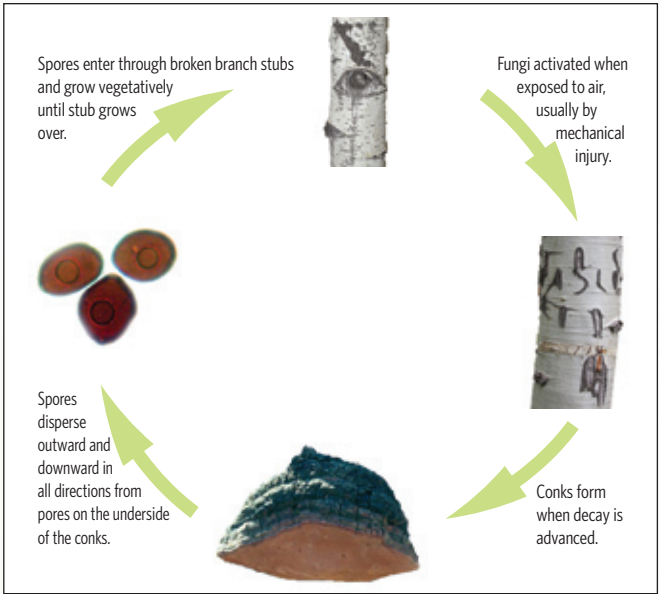 Spores enter through broken branch stubs
and grow vegetatively
until stub grows
over.
Fungi activated when
exposed to air,
usually by
mechanical
injury.
Conks form
when decay is
advanced.
Spores
disperse
outward and
downward in
all directions from
pores on the underside
of the conks.